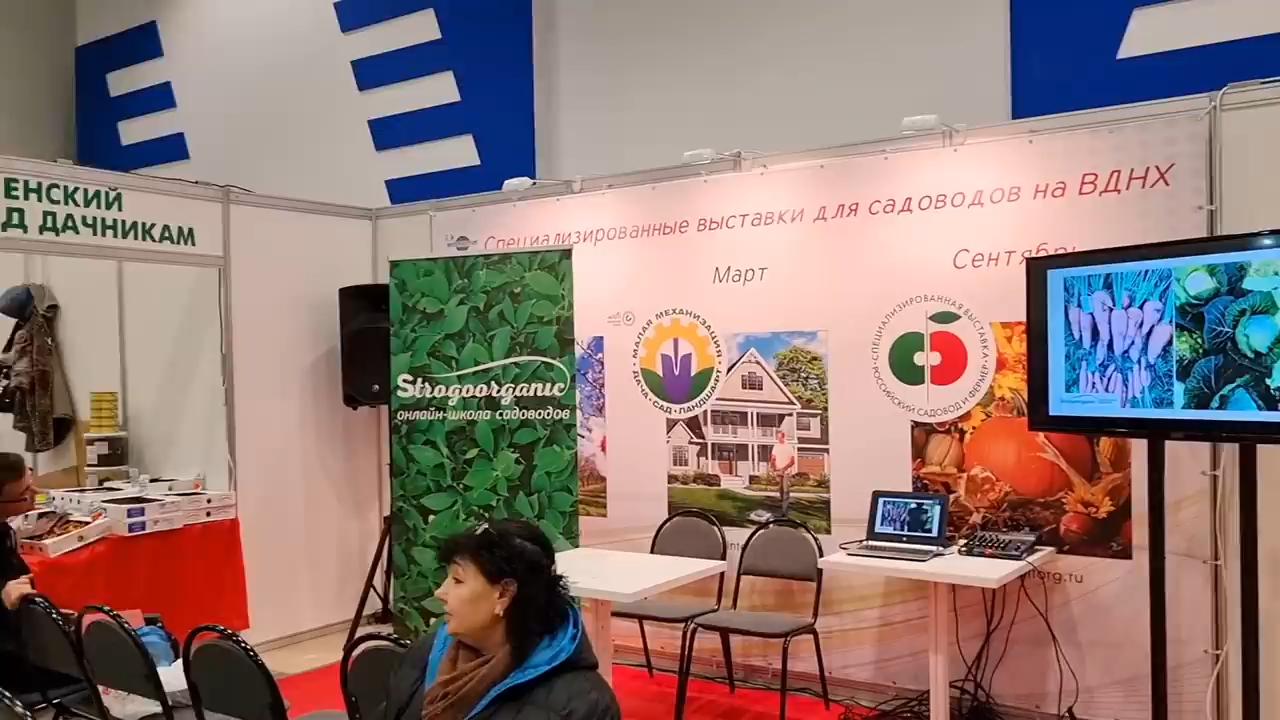 ЕНСКИЙ
Д ДАЧНИКАМ
Специализированные выставки для садоводов на ВДНХ
Март
Сентябрь
МАЛАЯ МЕХАНИЗАЦИЯ
ДАЧА · САД · ЛАНДШАФТ
СПЕЦИАЛИЗИРОВАННАЯ ВЫСТАВКА
РОССИЙСКИЙ САДОВОД И ФЕРМЕР
Strogoorganic
онлайн-школа садоводов